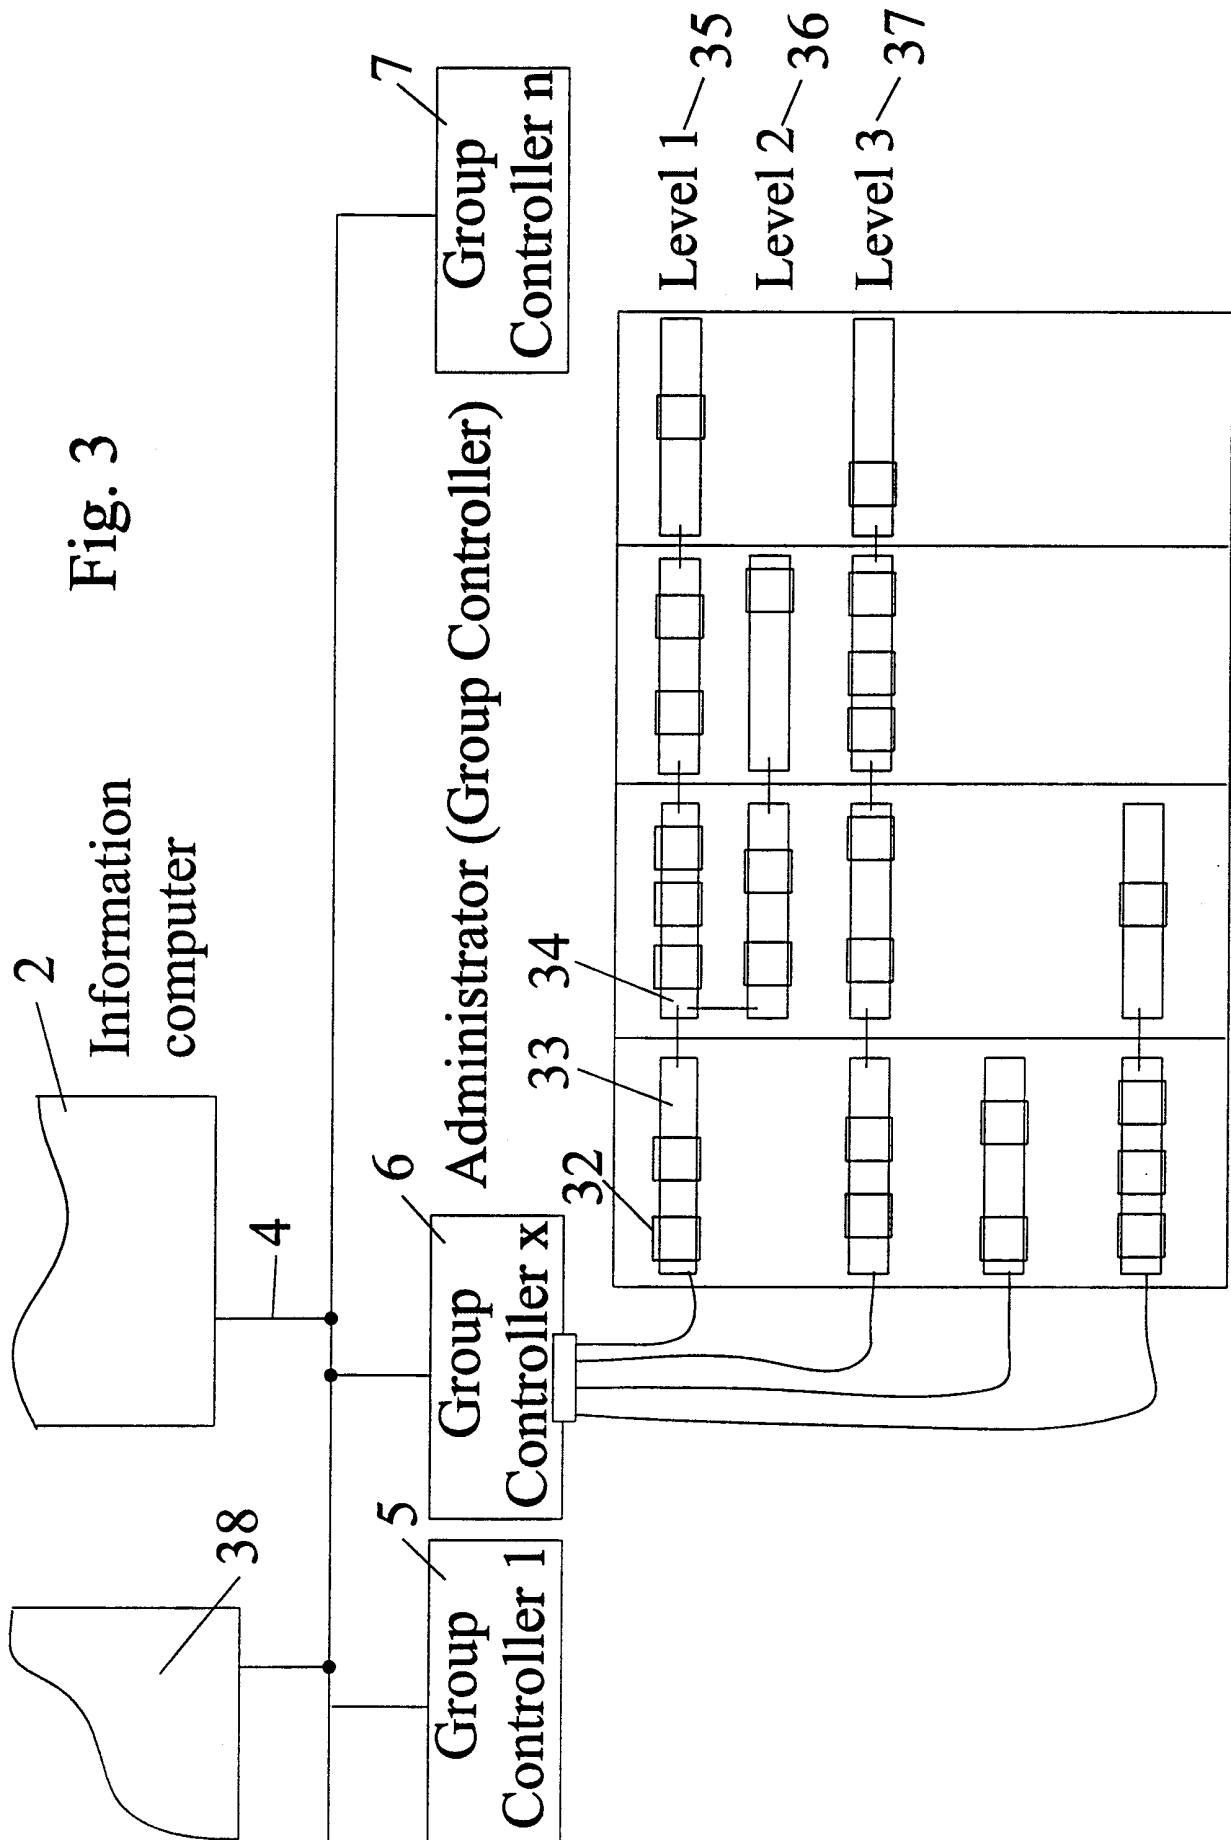 Fig. 3
2
Information
computer
38
4
5
Group
Controller 1
6
Group
Controller x
Administrator (Group Controller)
7
Group
Controller n
32
33
34
Level 1
35
Level 2
36
Level 3
37